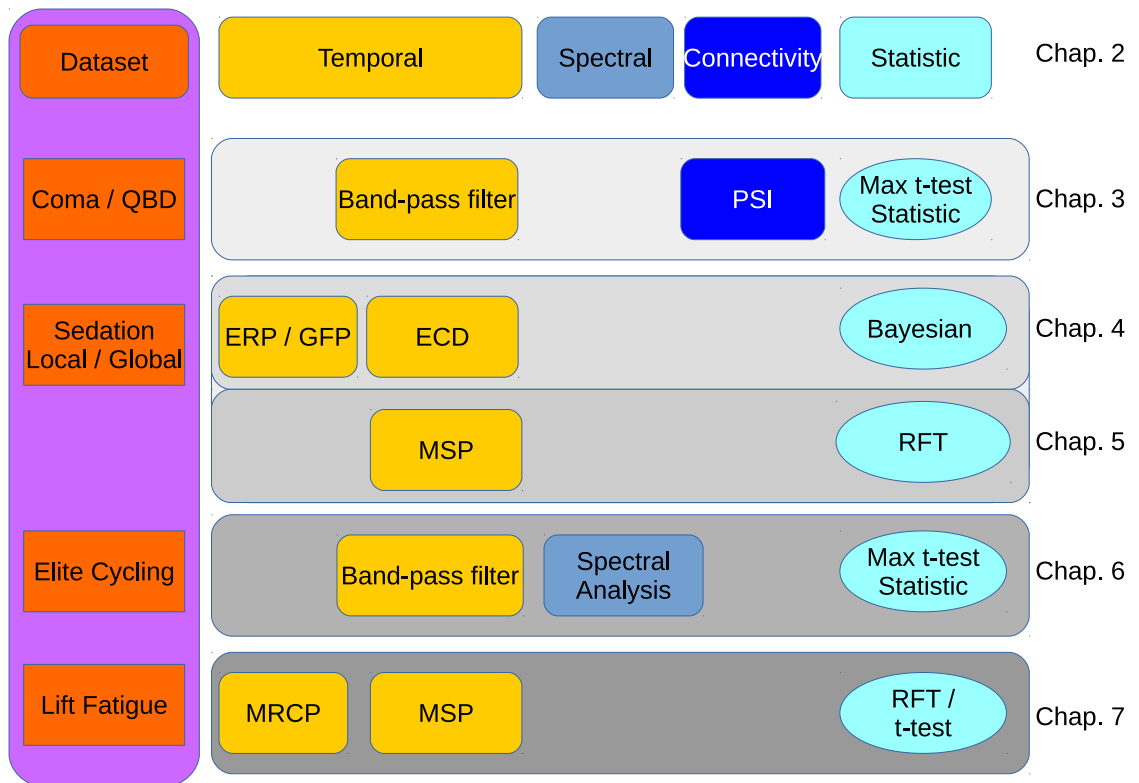 Dataset
Temporal
Spectral
Connectivity
Statistic
Chap. 2
Coma / QBD
Band-pass filter
PSI
Max t-test
Statistic
Chap. 3
Sedation
Local / Global
ERP / GFP
ECD
Bayesian
Chap. 4
MSP
RFT
Chap. 5
Elite Cycling
Band-pass filter
Spectral
Analysis
Max t-test
Statistic
Chap. 6
Lift Fatigue
MRCP
MSP
RFT /
t-test
Chap. 7